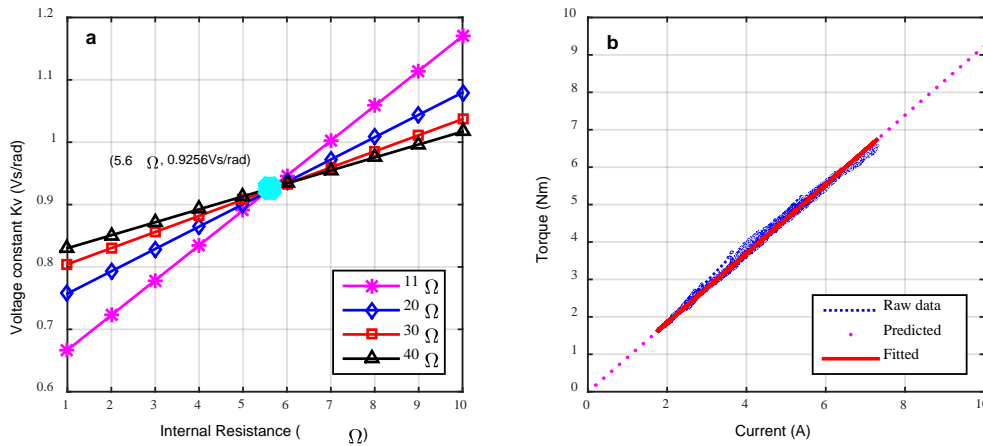 a
1.2
1.1
1
0.9
0.8
0.7
0.6
Voltage constant Kv (Vs/rad)
(5.6 Ω, 0.9256Vs/rad)
11 Ω
20 Ω
30 Ω
40 Ω
1 2 3 4 5 6 7 8 9 10
Internal Resistance ( Ω)
b
10
9
8
7
6
5
4
3
2
1
0
Torque (Nm)
Raw data
Predicted
Fitted
0 2 4 6 8 10
Current (A)